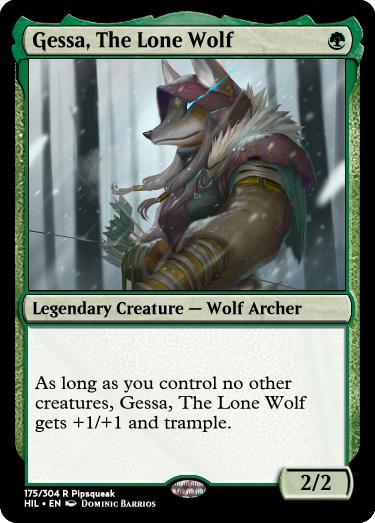 Gessa, The Lone Wolf
Legendary Creature — Wolf Archer
As long as you control no other
creatures, Gessa, The Lone Wolf
gets +1/+1 and trample.
2/2
175/304 R Pipsqueak
HIL • EN Dominic Barrios